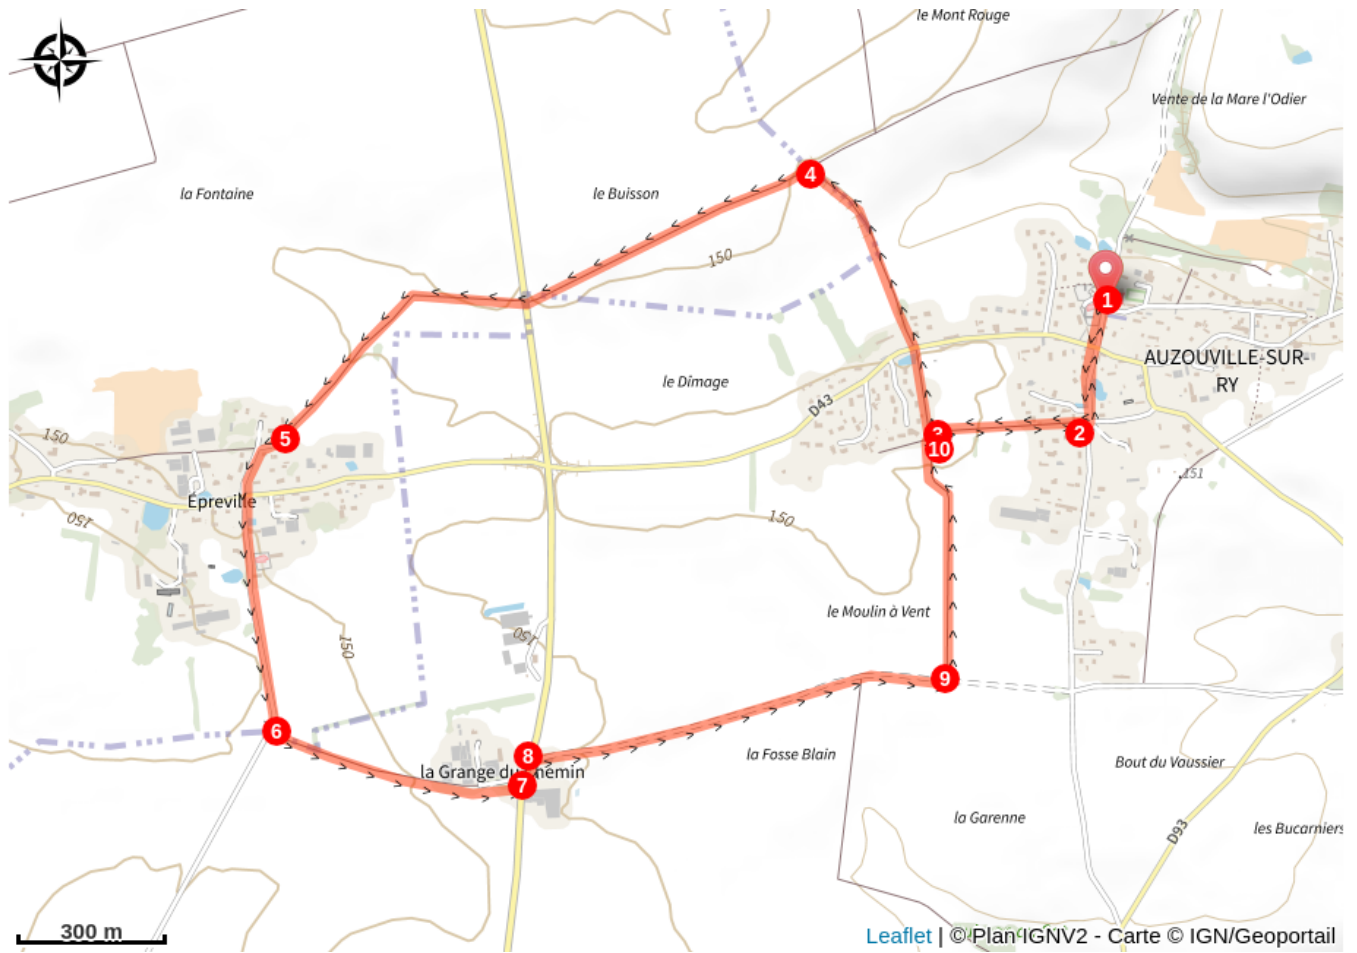 le Mont Rouge
Vente de la Mare l'Odier
4
la Fontaine
le Buisson
150
1
AUZOUVILLE-SUR-
RY
le Dîmage
D43
150
5
3
2
10
151
Épreville
150
150
le Moulin à Vent
150
150
9
6
8
la Fosse Blain
Bout du Vaussier
la Grange du Chemin
7
la Garenne
D93
les Bucarniers
300 m
Leaflet | © Plan IGNV2 - Carte © IGN/Geoportail